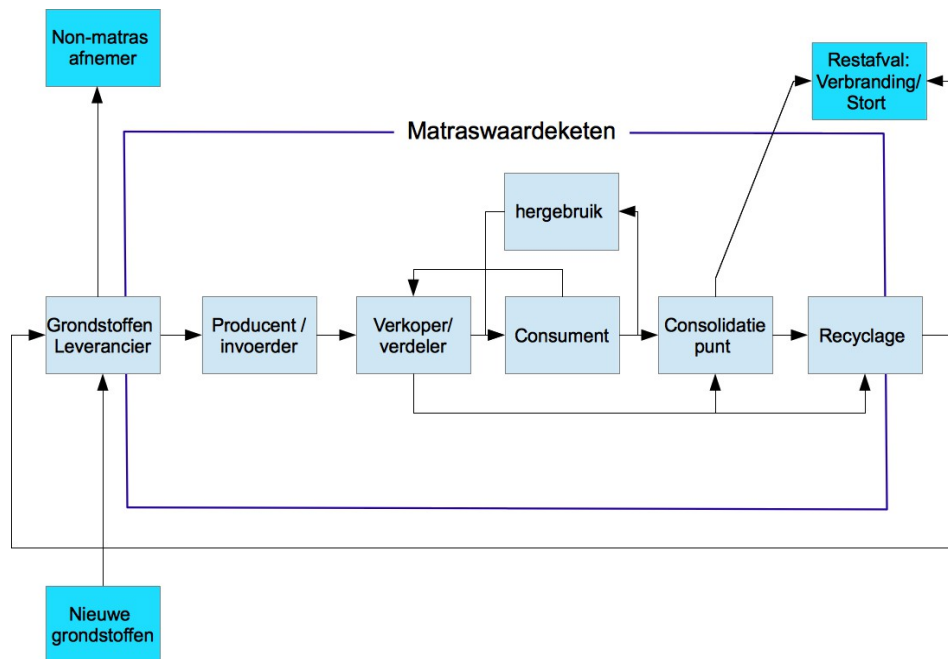 Non-matras
afnemer
Restafval:
Verbranding/
Stort
Matraswaardeketen
hergebruik
Grondstoffen
Leverancier
Producent /
invoerder
Verkoper/
verdeler
Consument
Consolidatie
punt
Recyclage
Nieuwe
grondstoffen